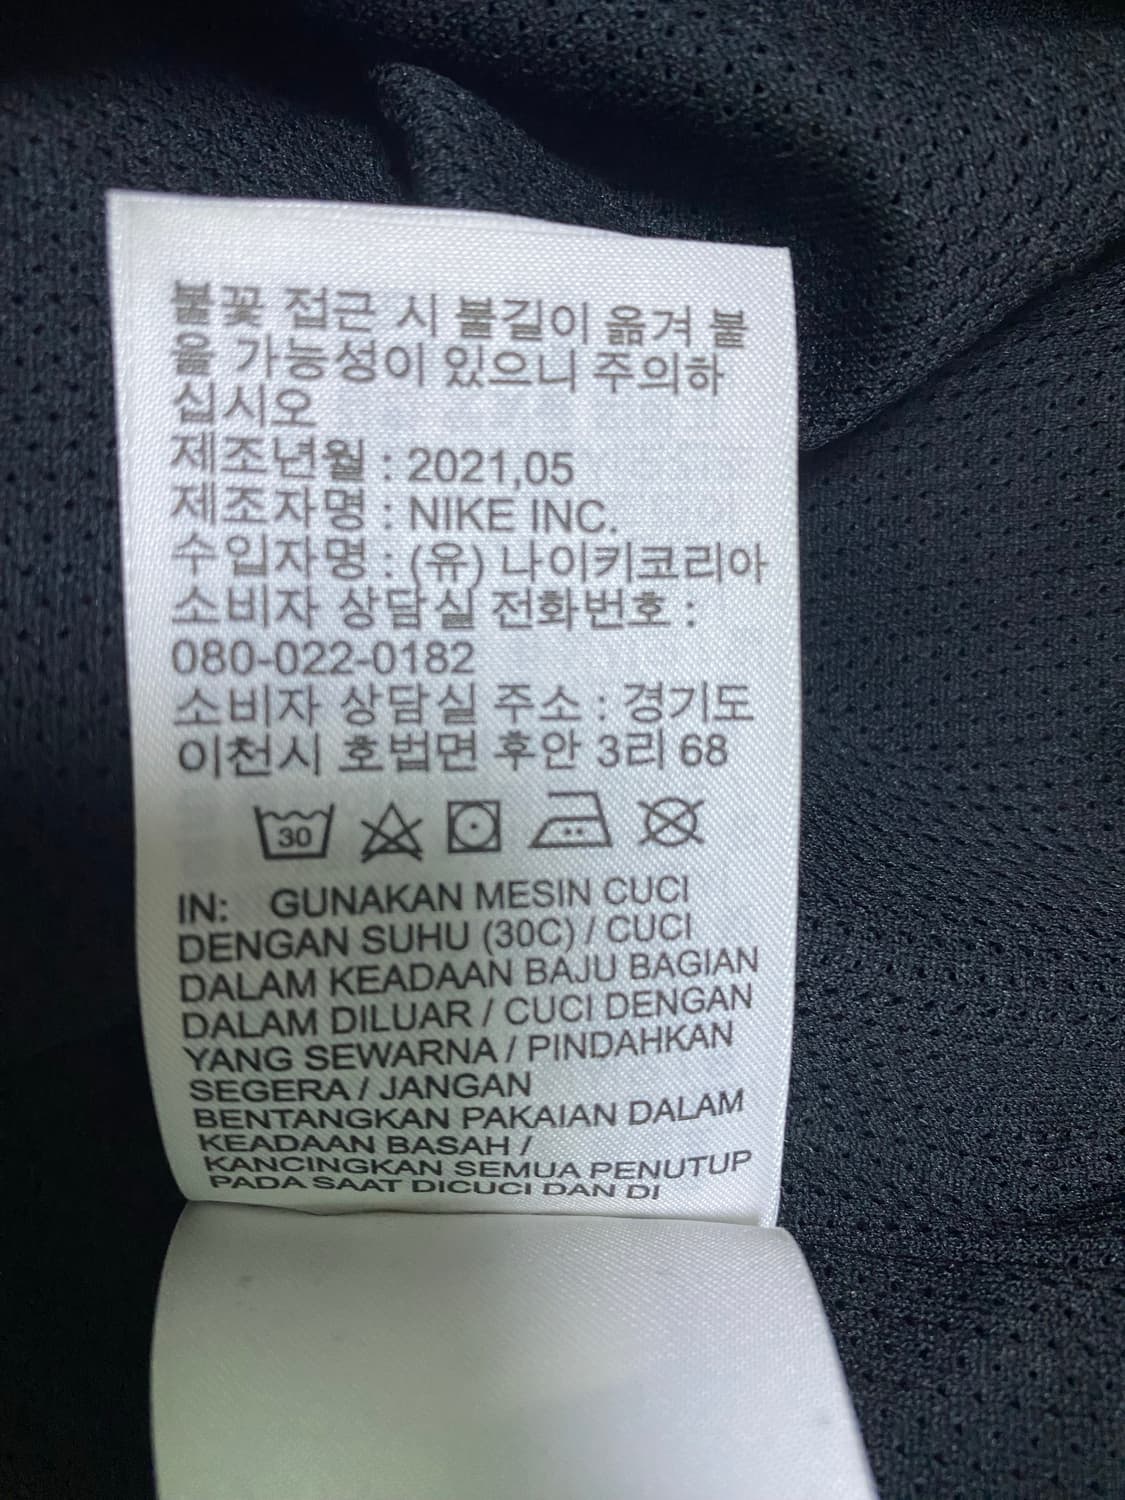 불꽃 접근 시 불길이 옮겨 붙
을 가능성이 있으니 주의하
십시오
제조년월 : 2021,05
제조자명 : NIKE INC.
수입자명 : (유) 나이키코리아
소비자 상담실 전화번호 :
080-022-0182
소비자 상담실 주소 : 경기도
이천시 호법면 후안 3리 68
30
IN: GUNAKAN MESIN CUCI
DENGAN SUHU (30C) / CUCI
DALAM KEADAAN BAJU BAGIAN
DALAM DILUAR / CUCI DENGAN
YANG SEWARNA / PINDAHKAN
SEGERA / JANGAN
BENTANGKAN PAKAIAN DALAM
KEADAAN BASAH /
KANCINGKAN SEMUA PENUTUP
PADA SAAT DICUCI DAN DI